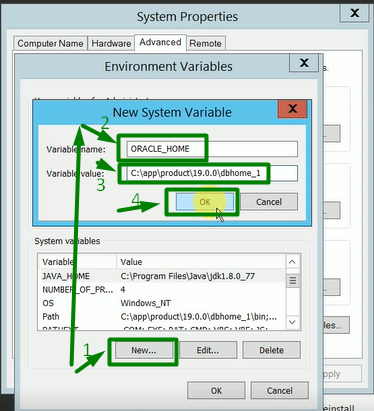 System Properties
X
Computer Name Hardware Advanced Remote
Environment Variables
X
s.
New System Variable
X
2
Variable name: ORACLE_HOME
Variable value: C:\app\product\19.0.0\dbhome_1
3
4 OK Cancel
System variables
Variable Value
JAVA_HOME C:\Program Files\Java\jdk1.8.0_77
NUMBER_OF_PR... 4
OS Windows_NT
Path C:\app\product\19.0.0\dbhome_1\bin;...
1 New... Edit... Delete
les...
OK Cancel
pply
reinstall